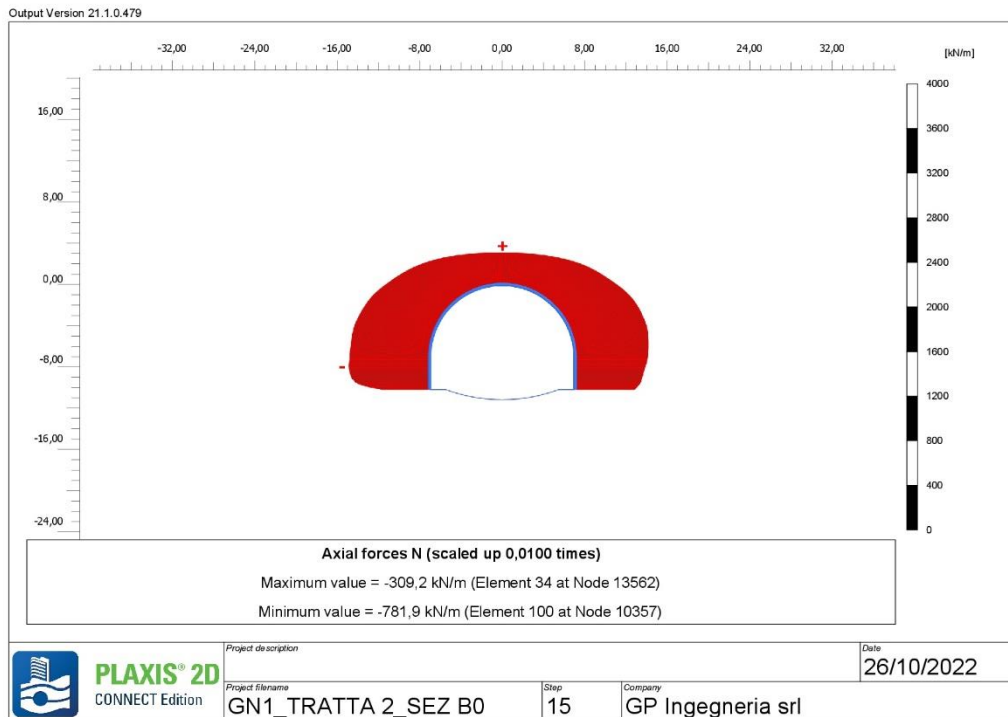 Output Version 21.1.0.479
-32,00 -24,00 -16,00 -8,00 0,00 8,00 16,00 24,00 32,00
[kN/m]
16,00
8,00
0,00
-8,00
-16,00
-24,00
+
-
4000
3600
3200
2800
2400
2000
1600
1200
800
400
0
Axial forces N (scaled up 0,0100 times)
Maximum value = -309,2 kN/m (Element 34 at Node 13562)
Minimum value = -781,9 kN/m (Element 100 at Node 10357)
PLAXIS® 2D
CONNECT Edition
Project description
Date
26/10/2022
Project filename
GN1_TRATTA 2_SEZ B0
Step
15
Company
GP Ingegneria srl